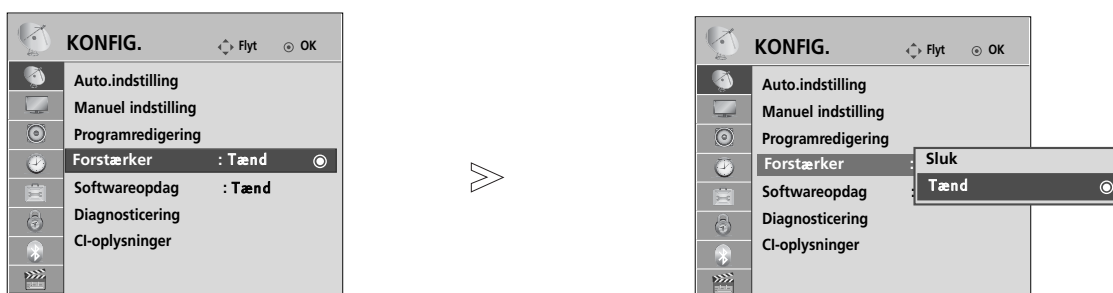 KONFIG. Flyt OK
Auto.indstilling
Manuel indstilling
Programredigering
Forstærker : Tænd
Softwareopdag : Tænd
Diagnosticering
CI-oplysninger
KONFIG. Flyt OK
Auto.indstilling
Manuel indstilling
Programredigering
Forstærker :
Sluk
Softwareopdag :
Tænd
Diagnosticering
CI-oplysninger